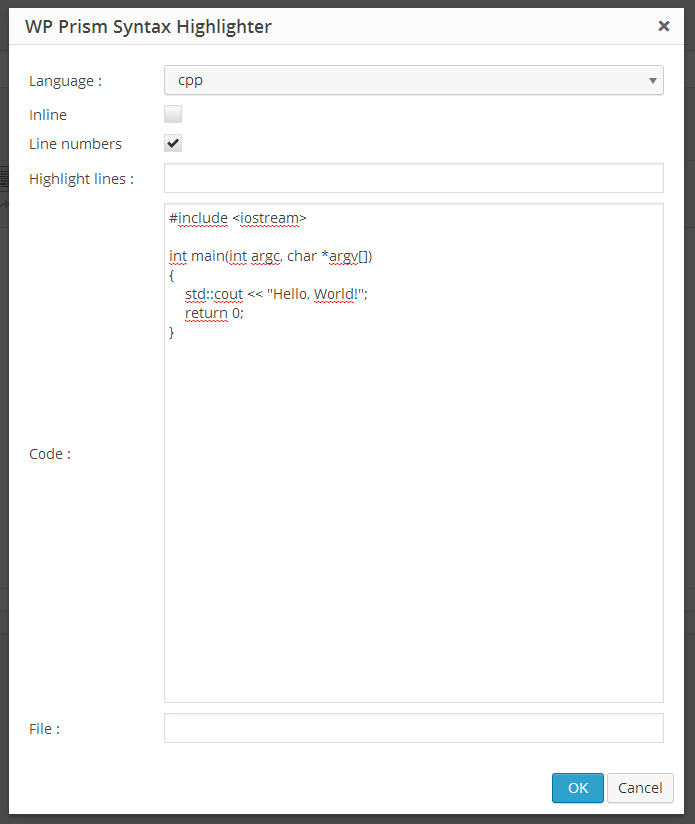 WP Prism Syntax Highlighter
Language : cpp
Inline
Line numbers
Highlight lines :
#include <iostream>
int main(int argc, char *argv[])
{
std::cout << "Hello, World!";
return 0;
}
Code :
File :
OK Cancel